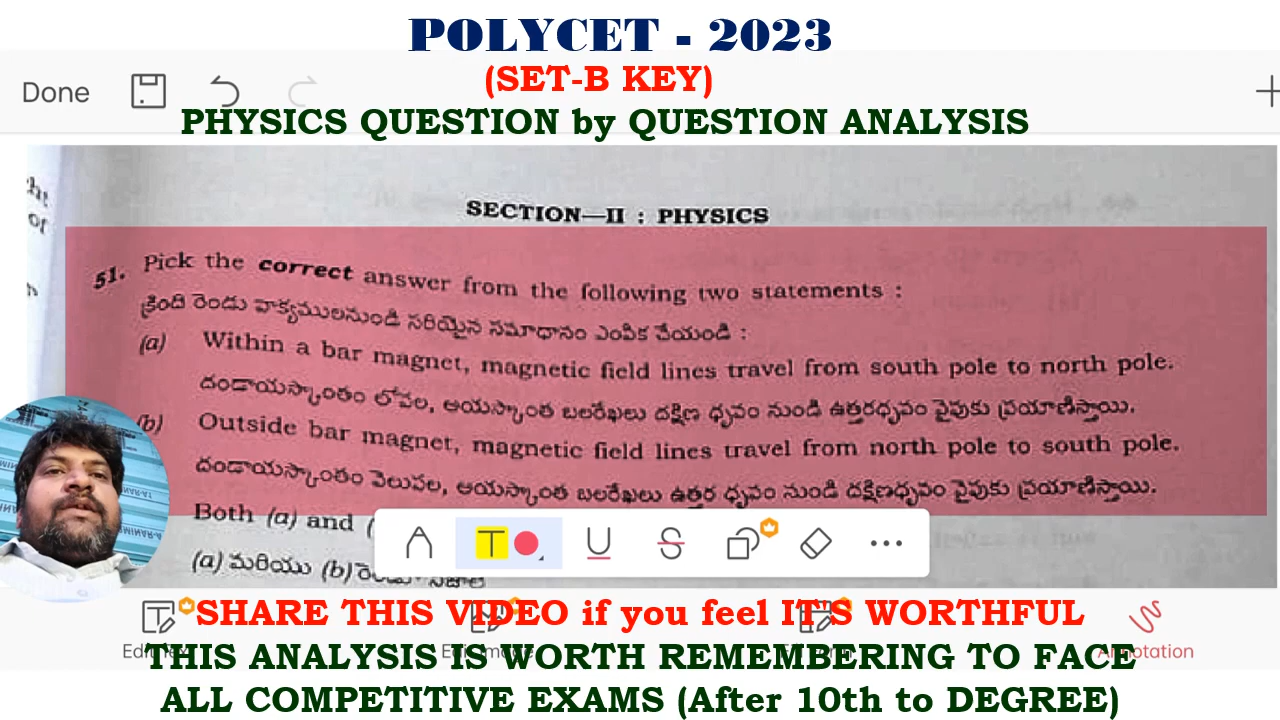 POLYCET - 2023
Done
(SET-B KEY)
PHYSICS QUESTION by QUESTION ANALYSIS
SECTION—II : PHYSICS
51. Pick the correct answer from the following two statements :
క్రింది రెండు వాక్యములనుండి సరియైన సమాధానం ఎంపిక చేయండి :
(a) Within a bar magnet, magnetic field lines travel from south pole to north pole.
దండాయస్కాంతం లోపల, అయస్కాంత బలరేఖలు దక్షిణ ధృవం నుండి ఉత్తరధృవం వైపుకు ప్రయాణిస్తాయి.
(b) Outside bar magnet, magnetic field lines travel from north pole to south pole.
దండాయస్కాంతం వెలుపల, అయస్కాంత బలరేఖలు ఉత్తర ధృవం నుండి దక్షిణధృవం వైపుకు ప్రయాణిస్తాయి.
Both (a) and (
(a) మరియు (b)
SHARE THIS VIDEO if you feel IT'S WORTHFUL
THIS ANALYSIS IS WORTH REMEMBERING TO FACE
ALL COMPETITIVE EXAMS (After 10th to DEGREE)